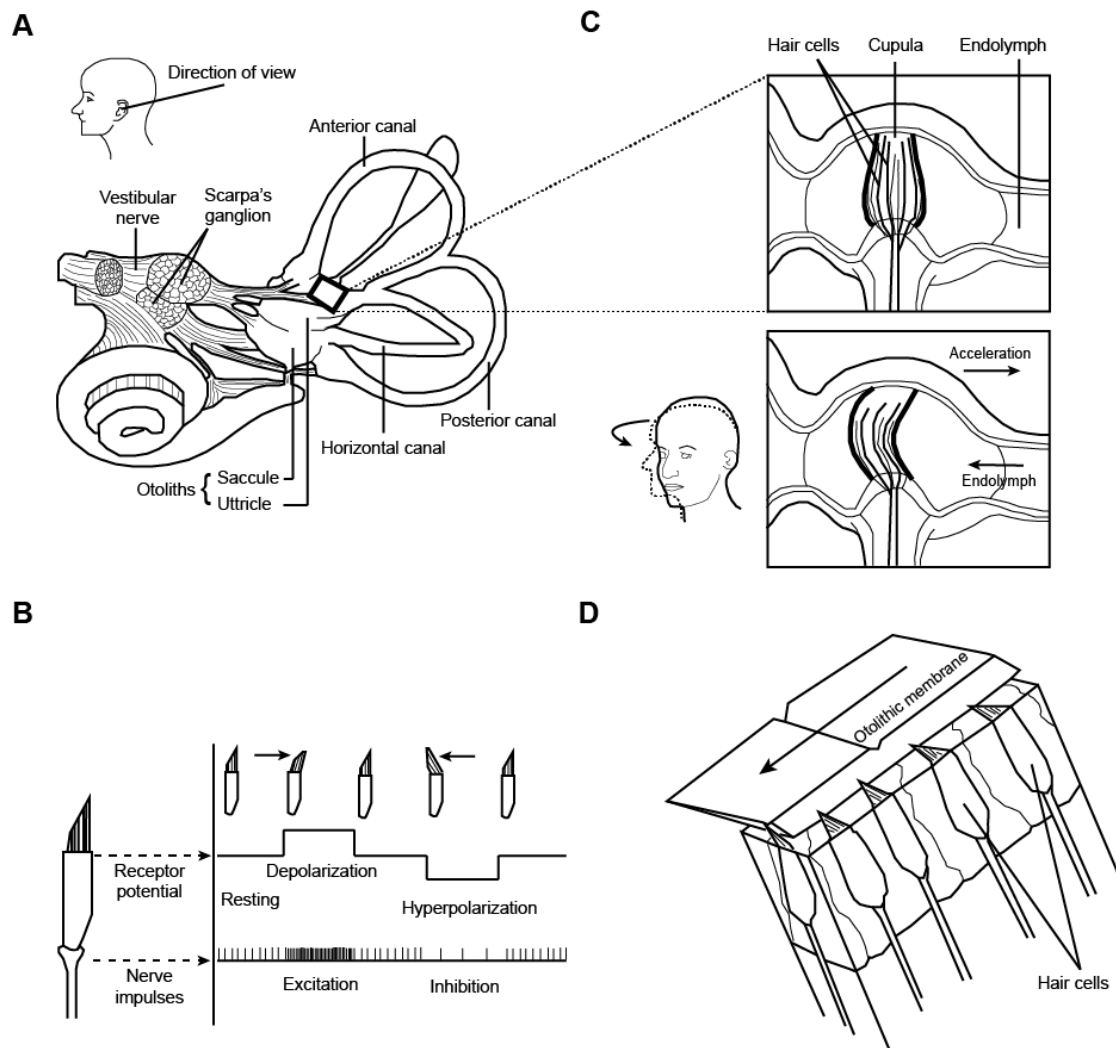 A
Direction of view
Anterior canal
Vestibular
nerve
Scarpa's
ganglion
Posterior canal
Horizontal canal
Otoliths { Saccule
Uttricle
C
Hair cells
Cupula
Endolymph
Acceleration
Endolymph
B
Receptor
potential
Resting
Depolarization
Hyperpolarization
Nerve
impulses
Excitation
Inhibition
D
Otolithic membrane
Hair cells